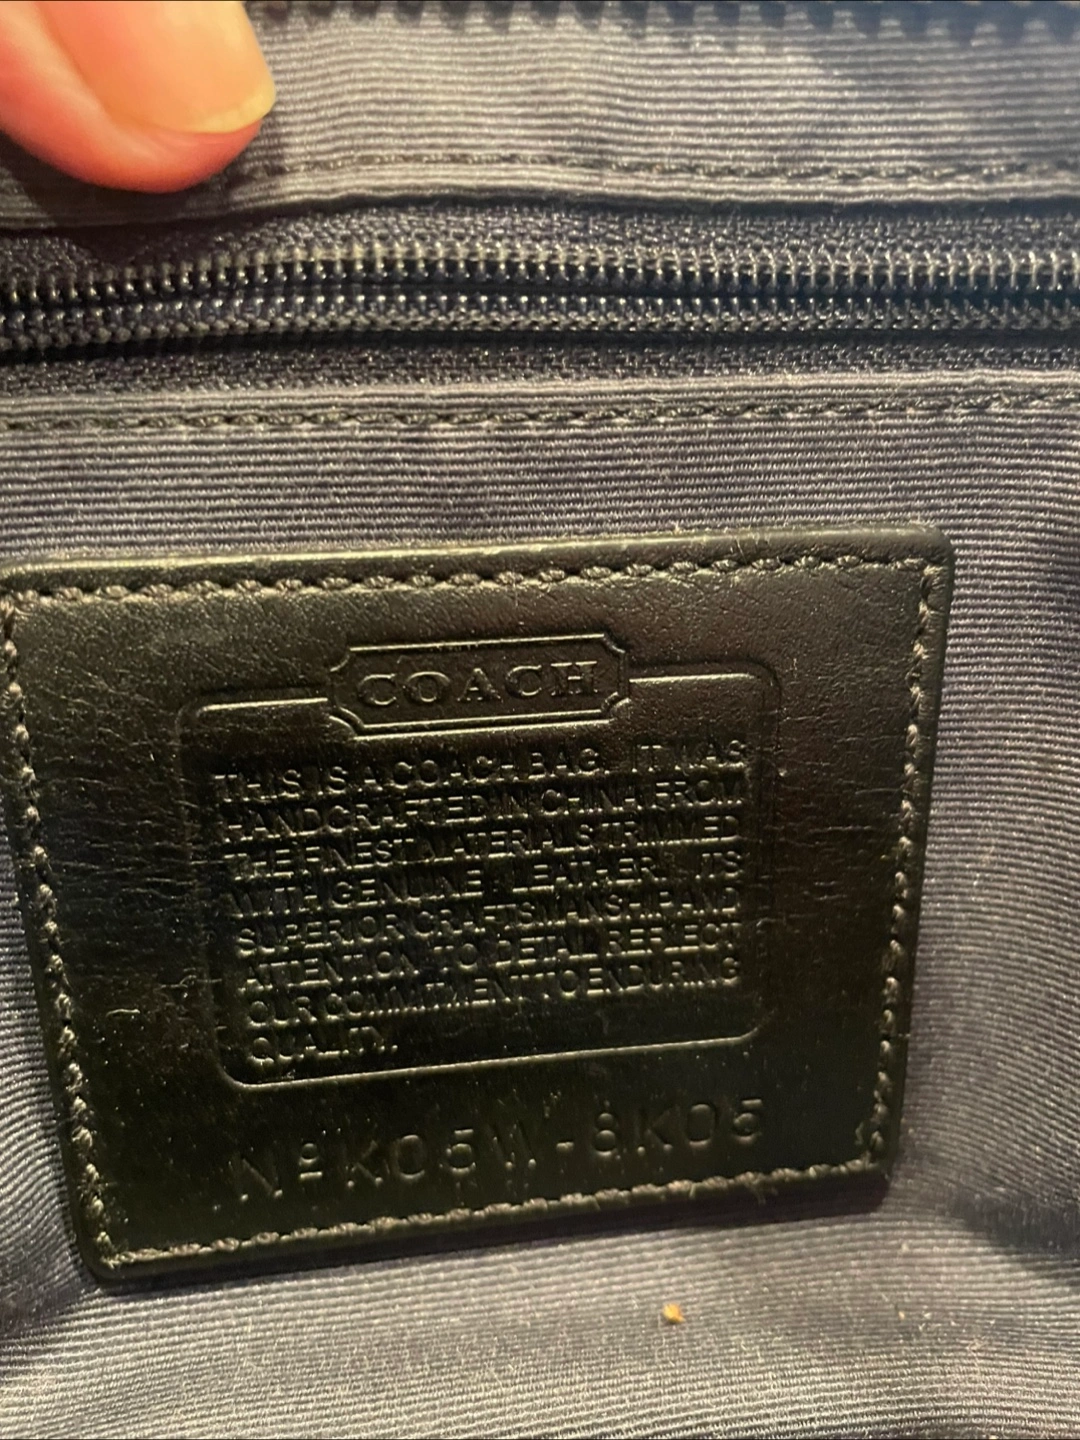 COACH
THIS IS A COACH BAG. IT WAS
HANDCRAFTED IN CHINA FROM
THE FINEST MATERIALS TRIMMED
WITH GENUINE LEATHER. ITS
SUPERIOR CRAFTSMANSHIP AND
ATTENTION TO DETAIL REFLECT
OUR COMMITMENT TO ENDURING
QUALITY.
Nº K05W-8K05